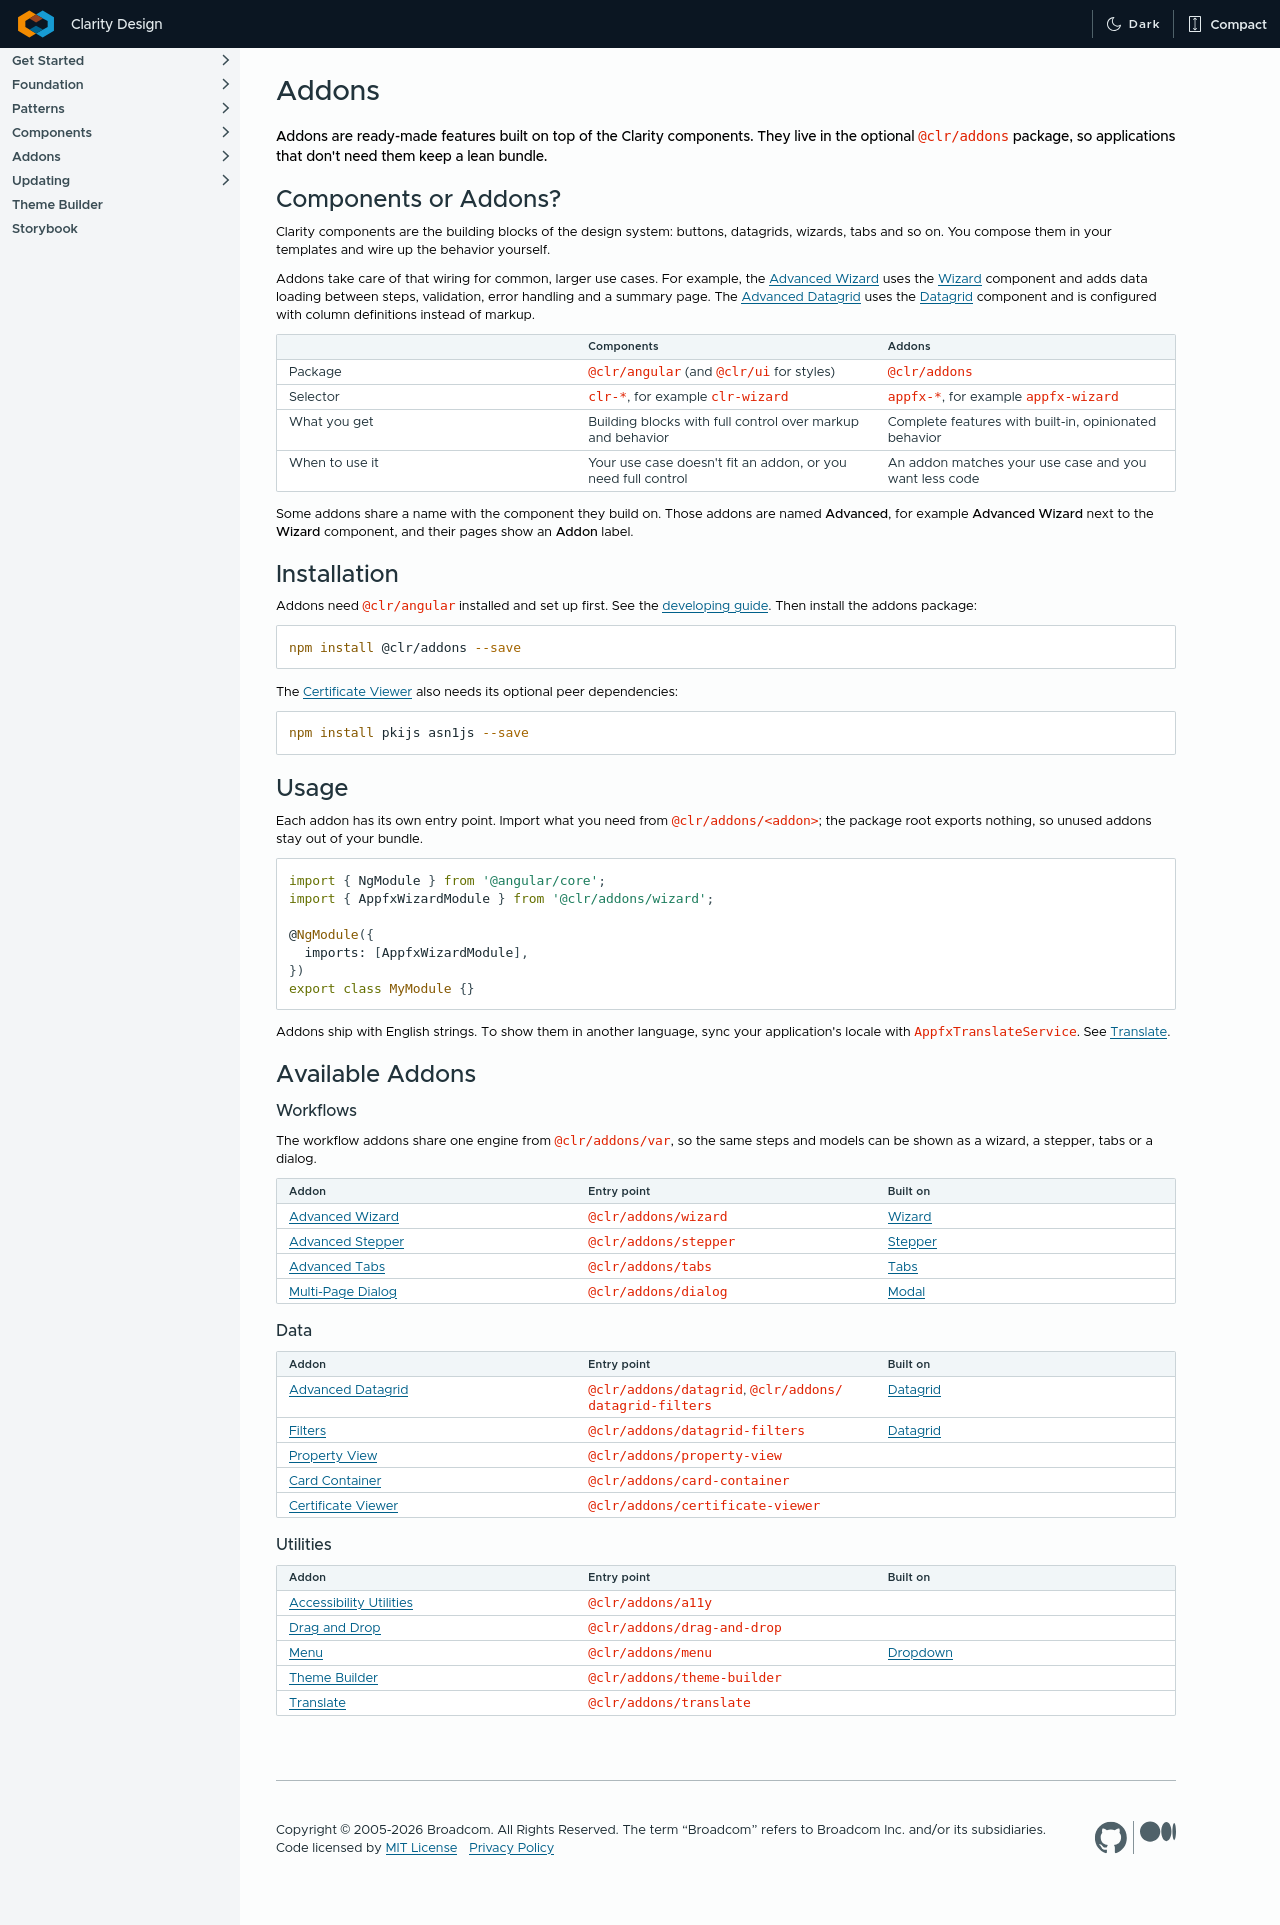 Clarity Design
Dark
Compact
Get Started
Foundation
Patterns
Components
Addons
Updating
Theme Builder
Storybook
Addons
Addons are ready-made features built on top of the Clarity components. They live in the optional @clr/addons package, so applications
that don't need them keep a lean bundle.
Components or Addons?
Clarity components are the building blocks of the design system: buttons, datagrids, wizards, tabs and so on. You compose them in your
templates and wire up the behavior yourself.
Addons take care of that wiring for common, larger use cases. For example, the Advanced Wizard uses the Wizard component and adds data
loading between steps, validation, error handling and a summary page. The Advanced Datagrid uses the Datagrid component and is configured
with column definitions instead of markup.
Components Addons
Package @clr/angular (and @clr/ui for styles) @clr/addons
Selector clr-*, for example clr-wizard appfx-*, for example appfx-wizard
What you get Building blocks with full control over markup Complete features with built-in, opinionated
and behavior behavior
When to use it Your use case doesn't fit an addon, or you An addon matches your use case and you
need full control want less code
Some addons share a name with the component they build on. Those addons are named Advanced, for example Advanced Wizard next to the
Wizard component, and their pages show an Addon label.
Installation
Addons need @clr/angular installed and set up first. See the developing guide. Then install the addons package:
npm install @clr/addons --save
The Certificate Viewer also needs its optional peer dependencies:
npm install pkijs asn1js --save
Usage
Each addon has its own entry point. Import what you need from @clr/addons/<addon>; the package root exports nothing, so unused addons
stay out of your bundle.
import { NgModule } from '@angular/core';
import { AppfxWizardModule } from '@clr/addons/wizard';
@NgModule({
imports: [AppfxWizardModule],
})
export class MyModule {}
Addons ship with English strings. To show them in another language, sync your application's locale with AppfxTranslateService. See Translate.
Available Addons
Workflows
The workflow addons share one engine from @clr/addons/var, so the same steps and models can be shown as a wizard, a stepper, tabs or a
dialog.
Addon Entry point Built on
Advanced Wizard @clr/addons/wizard Wizard
Advanced Stepper @clr/addons/stepper Stepper
Advanced Tabs @clr/addons/tabs Tabs
Multi-Page Dialog @clr/addons/dialog Modal
Data
Addon Entry point Built on
Advanced Datagrid @clr/addons/datagrid, @clr/addons/ Datagrid
datagrid-filters
Filters @clr/addons/datagrid-filters Datagrid
Property View @clr/addons/property-view
Card Container @clr/addons/card-container
Certificate Viewer @clr/addons/certificate-viewer
Utilities
Addon Entry point Built on
Accessibility Utilities @clr/addons/a11y
Drag and Drop @clr/addons/drag-and-drop
Menu @clr/addons/menu Dropdown
Theme Builder @clr/addons/theme-builder
Translate @clr/addons/translate
Copyright © 2005-2026 Broadcom. All Rights Reserved. The term “Broadcom” refers to Broadcom Inc. and/or its subsidiaries.
Code licensed by MIT License Privacy Policy